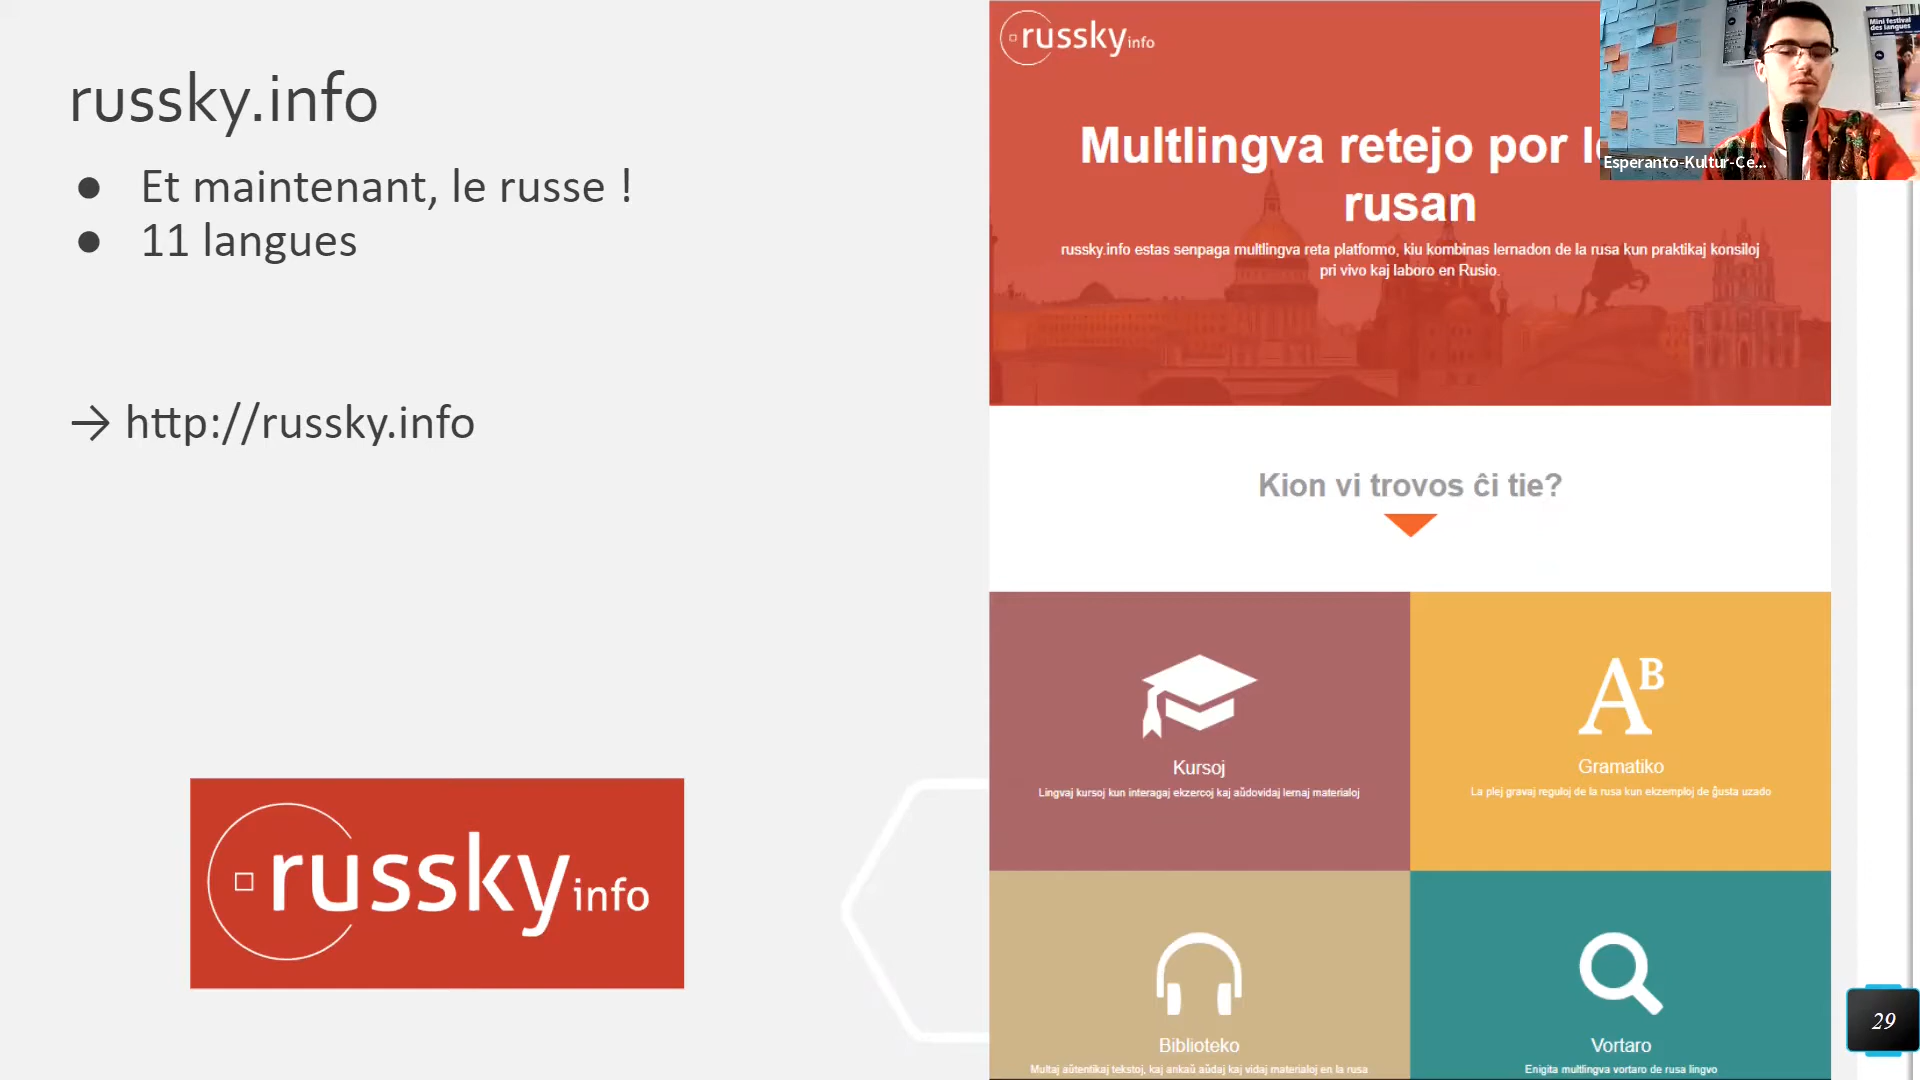 russky.info
● Et maintenant, le russe !
● 11 langues
→ http://russky.info
russky info
russky info
Multlingva retejo por
rusan
russky.info estas senpaga multlingva reta platformo, kiu kombinas lernadon de la rusa kun praktikaj konsiloj
pri vivo kaj laboro en Rusio.
Kion vi trovos ĉi tie?
Kursoj
Lingvaj kursoj kun interagaj ekzercoj kaj aŭdovidaj lernaj materialoj
Gramatiko
La plej gravaj reguloj de la rusa kun ekzemploj de ĝusta uzado
Biblioteko
Multaj aŭtentikaj tekstoj, kaj ankaŭ aŭdaj kaj vidaj materialoj en la rusa
Vortaro
Enigita multlingva vortaro de rusa lingvo
Mini festival
des langues
Esperanto-Kultur-Ce...
29